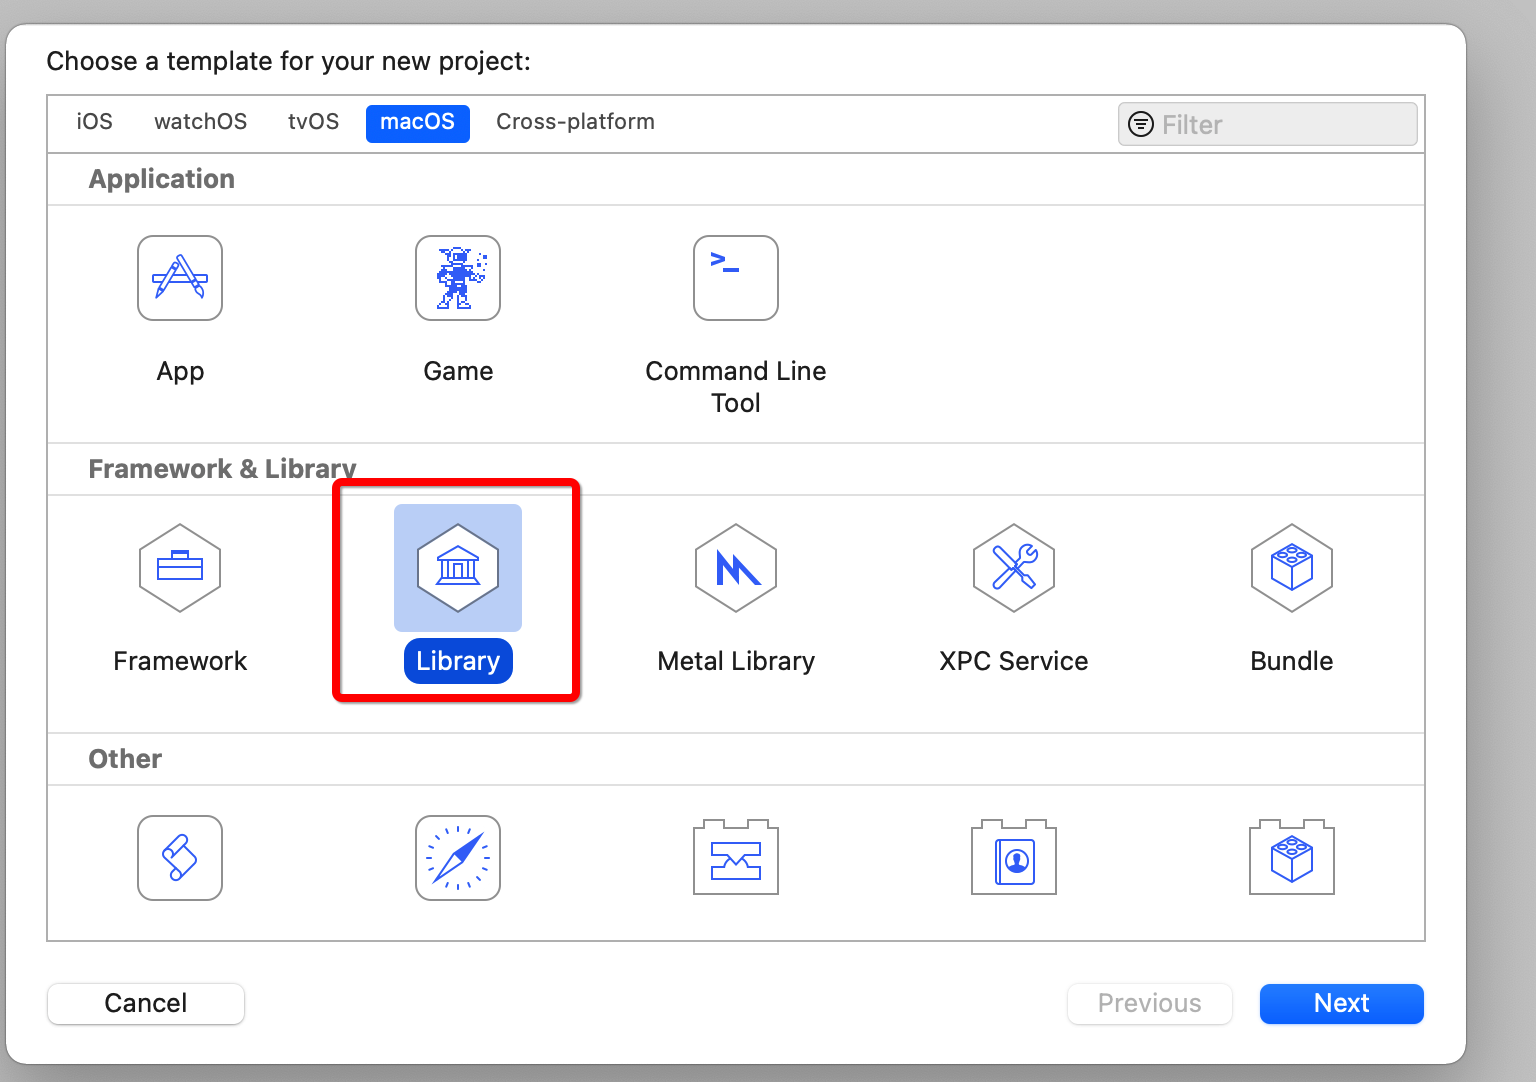 Choose a template for your new project:
iOS watchOS tvOS macOS Cross-platform Filter
Application
>_
App Game Command Line
Tool
Framework & Library
Framework Library Metal Library XPC Service Bundle
Other
Cancel Previous Next